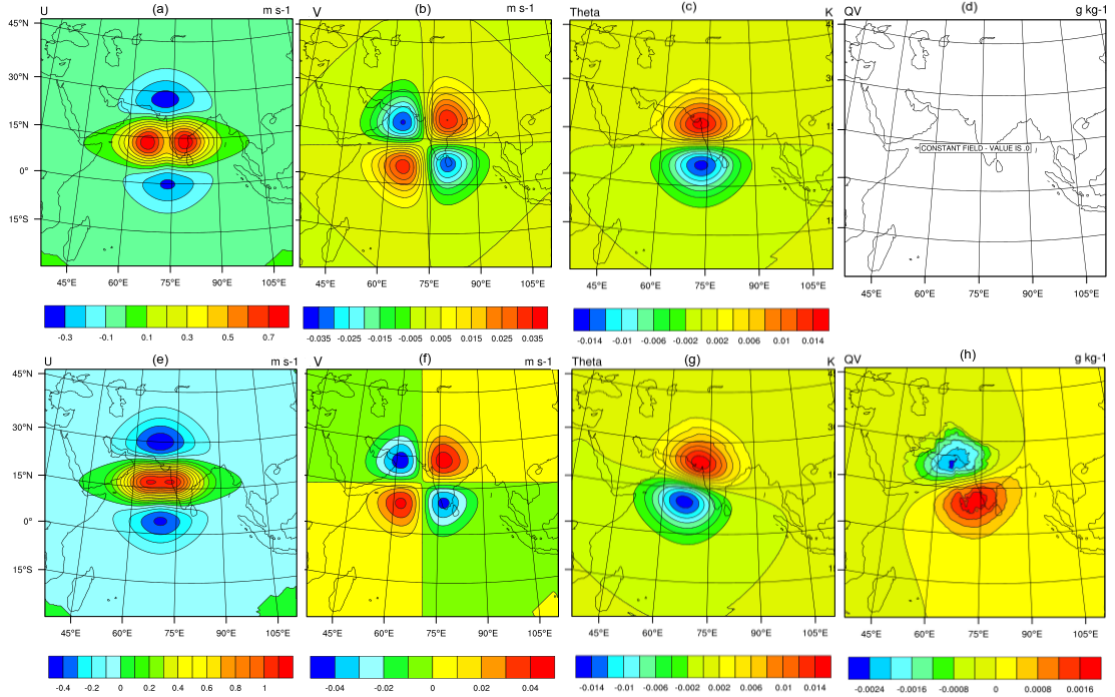 U (a) m s-1
V (b) m s-1
Theta (c) K
QV (d) g kg-1
45°N
30°N
15°N
0°
15°S
CONSTANT FIELD - VALUE IS .0
45°E 60°E 75°E 90°E 105°E
45°E 60°E 75°E 90°E 105°E
45°E 60°E 75°E 90°E 105°E
45°E 60°E 75°E 90°E 105°E
-0.3 -0.1 0.1 0.3 0.5 0.7
-0.035 -0.025 -0.015 -0.005 0.005 0.015 0.025 0.035
-0.014 -0.01 -0.006 -0.002 0.002 0.006 0.01 0.014
U (e) m s-1
V (f) m s-1
Theta (g) K
QV (h) g kg-1
45°N
30°N
15°N
0°
15°S
45°E 60°E 75°E 90°E 105°E
45°E 60°E 75°E 90°E 105°E
45°E 60°E 75°E 90°E 105°E
45°E 60°E 75°E 90°E 105°E
-0.4 -0.2 0 0.2 0.4 0.6 0.8 1
-0.04 -0.02 0 0.02 0.04
-0.014 -0.01 -0.006 -0.002 0.002 0.006 0.01 0.014
-0.0024 -0.0016 -0.0008 0 0.0008 0.0016